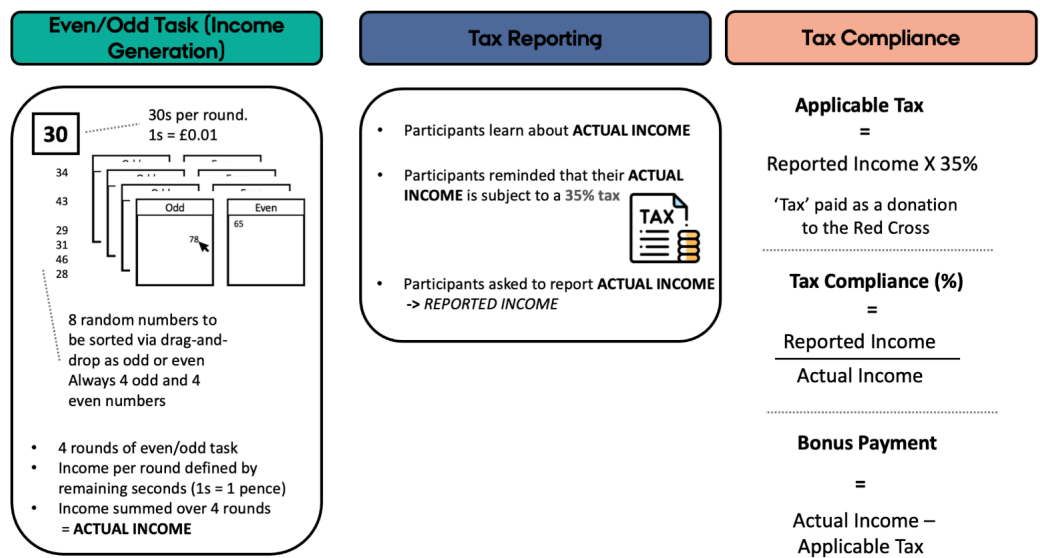 Even/Odd Task (Income
Generation)
30
30s per round.
1s = £0.01
34
43
29
31
46
28
Odd
Even
65
78
8 random numbers to
be sorted via drag-and-
drop as odd or even
Always 4 odd and 4
even numbers
• 4 rounds of even/odd task
• Income per round defined by
remaining seconds (1s = 1 pence)
• Income summed over 4 rounds
= ACTUAL INCOME
Tax Reporting
• Participants learn about ACTUAL INCOME
• Participants reminded that their ACTUAL
INCOME is subject to a 35% tax
TAX
• Participants asked to report ACTUAL INCOME
-> REPORTED INCOME
Tax Compliance
Applicable Tax
=
Reported Income X 35%
‘Tax’ paid as a donation
to the Red Cross
Tax Compliance (%)
=
Reported Income
Actual Income
Bonus Payment
=
Actual Income –
Applicable Tax